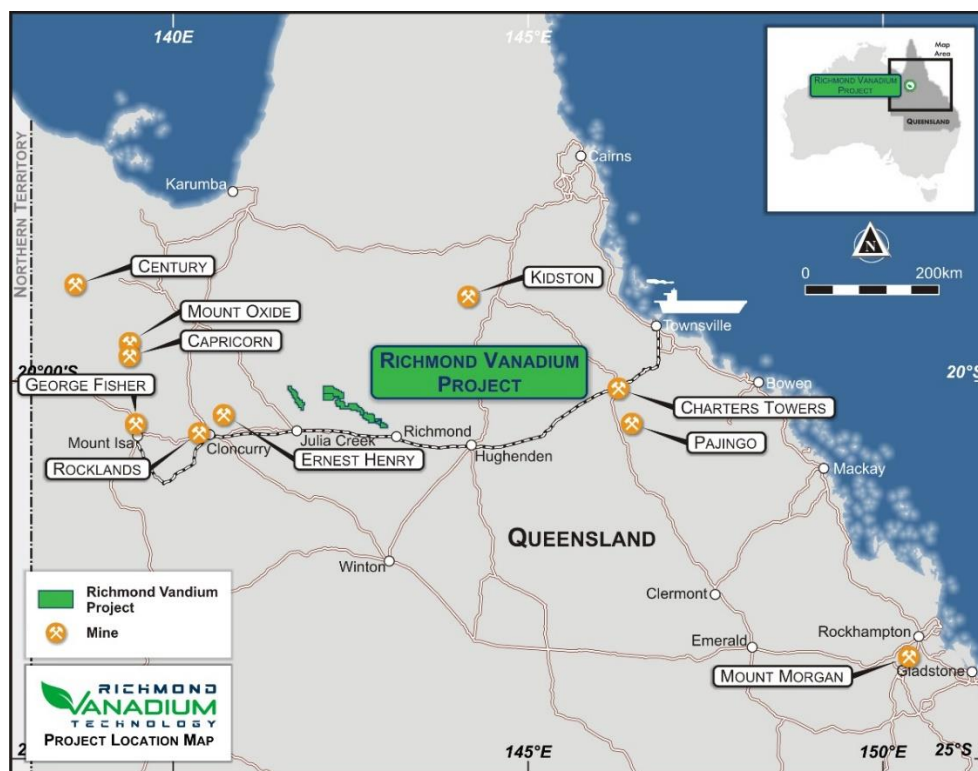 140E
145°E
Map
Area
RICHMOND VANADIUM
PROJECT
QUEENSLAND
NORTHERN TERRITORY
Cairns
Karumba
N
CENTURY
KIDSTON
0 200km
MOUNT OXIDE
Townsville
CAPRICORN
RICHMOND VANADIUM
PROJECT
20°00'S
20°S
GEORGE FISHER
Bowen
CHARTERS TOWERS
Mount Isa
Cloncurry
Julia Creek
Richmond
Hughenden
PAJINGO
ROCKLANDS
ERNEST HENRY
Mackay
QUEENSLAND
Winton
Clermont
Richmond Vandium
Project
Mine
Emerald
Rockhampton
MOUNT MORGAN
Gladstone
RICHMOND
VANADIUM
TECHNOLOGY
PROJECT LOCATION MAP
145°E
150°E
25°S